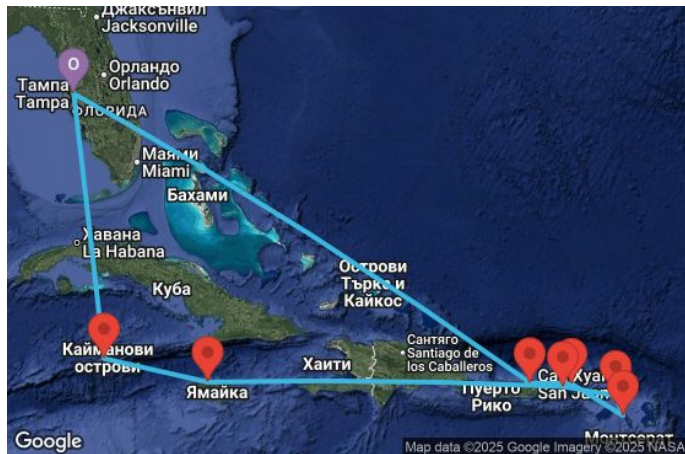 Джаксънвил
Jacksonville
O
Орландо
Orlando
Тампа
Tampa
ФЛОРИДА
Маями
Miami
Бахами
Хавана
La Habana
Куба
Острови
Търкс и
Кайкос
Кайманови
острови
Ямайка
Хаити
Сантяго
Santiago de
los Caballeros
Пуерто
Рико
Сан Хуан
San Juan
Монтсерат
Google
Map data ©2025 Google Imagery ©2025 NASA